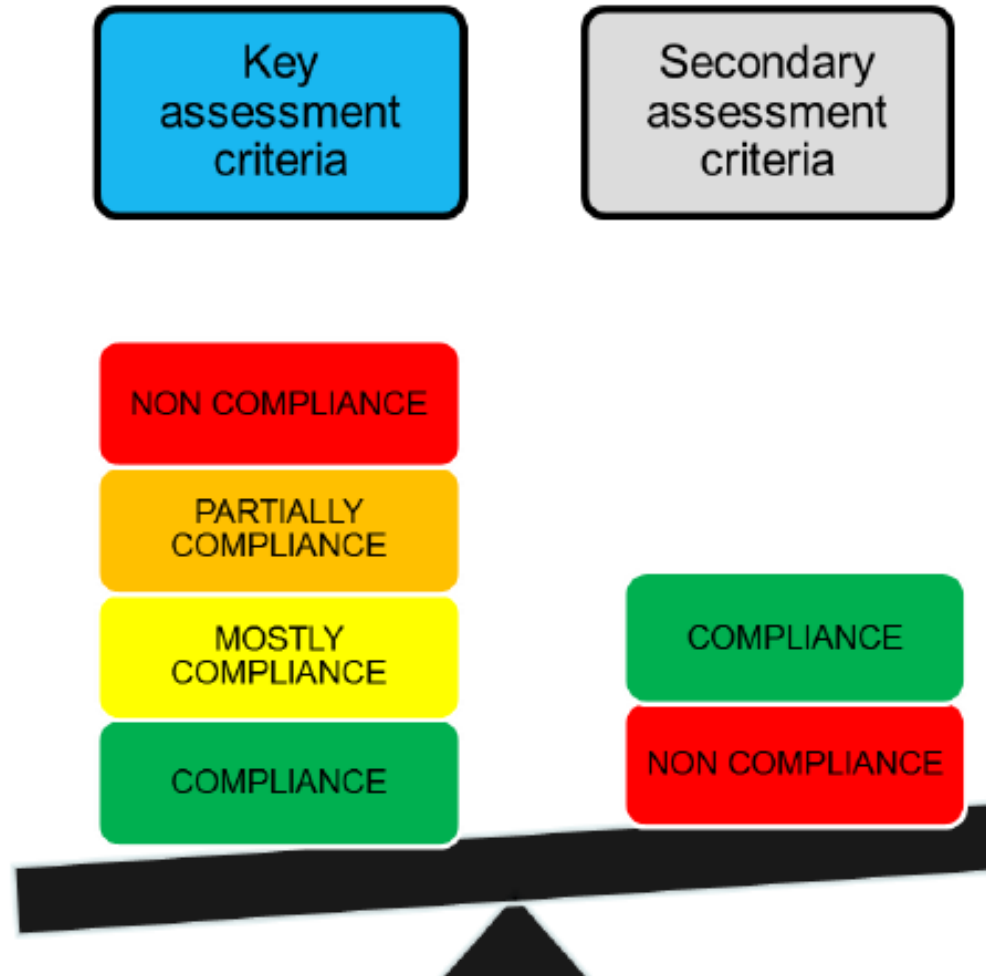 Key
assessment
criteria
Secondary
assessment
criteria
NON COMPLIANCE
PARTIALLY
COMPLIANCE
MOSTLY
COMPLIANCE
COMPLIANCE
COMPLIANCE
NON COMPLIANCE